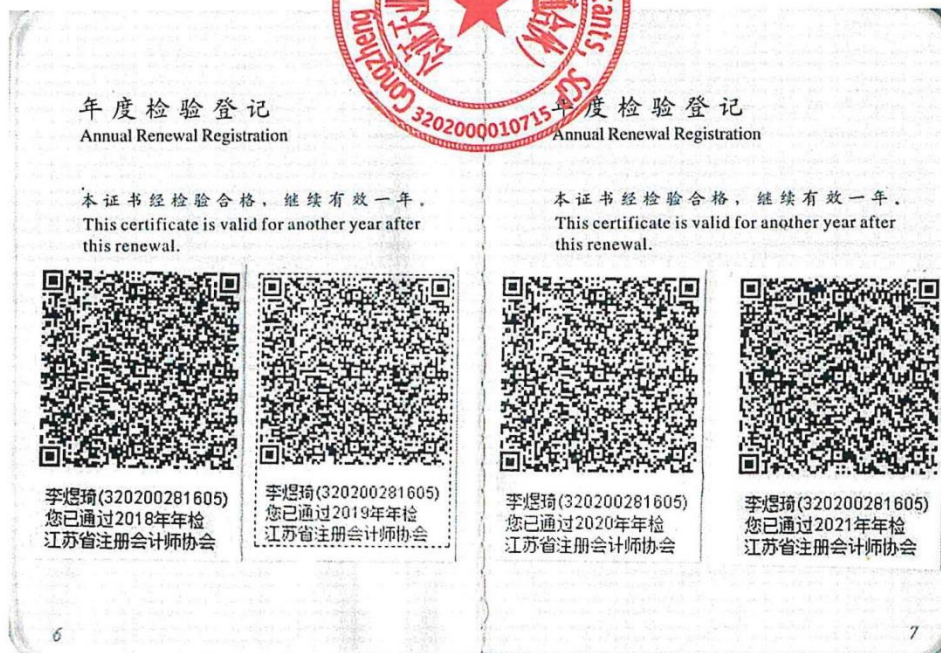 Gongzheng
cants, SGP
3202000010715
年度检验登记
Annual Renewal Registration
本证书经检验合格，继续有效一年。
This certificate is valid for another year after
this renewal.
李煜琦(320200281605)
您已通过2018年年检
江苏省注册会计师协会
李煜琦(320200281605)
您已通过2019年年检
江苏省注册会计师协会
6
年度检验登记
Annual Renewal Registration
本证书经检验合格，继续有效一年。
This certificate is valid for another year after
this renewal.
李煜琦(320200281605)
您已通过2020年年检
江苏省注册会计师协会
李煜琦(320200281605)
您已通过2021年年检
江苏省注册会计师协会
7